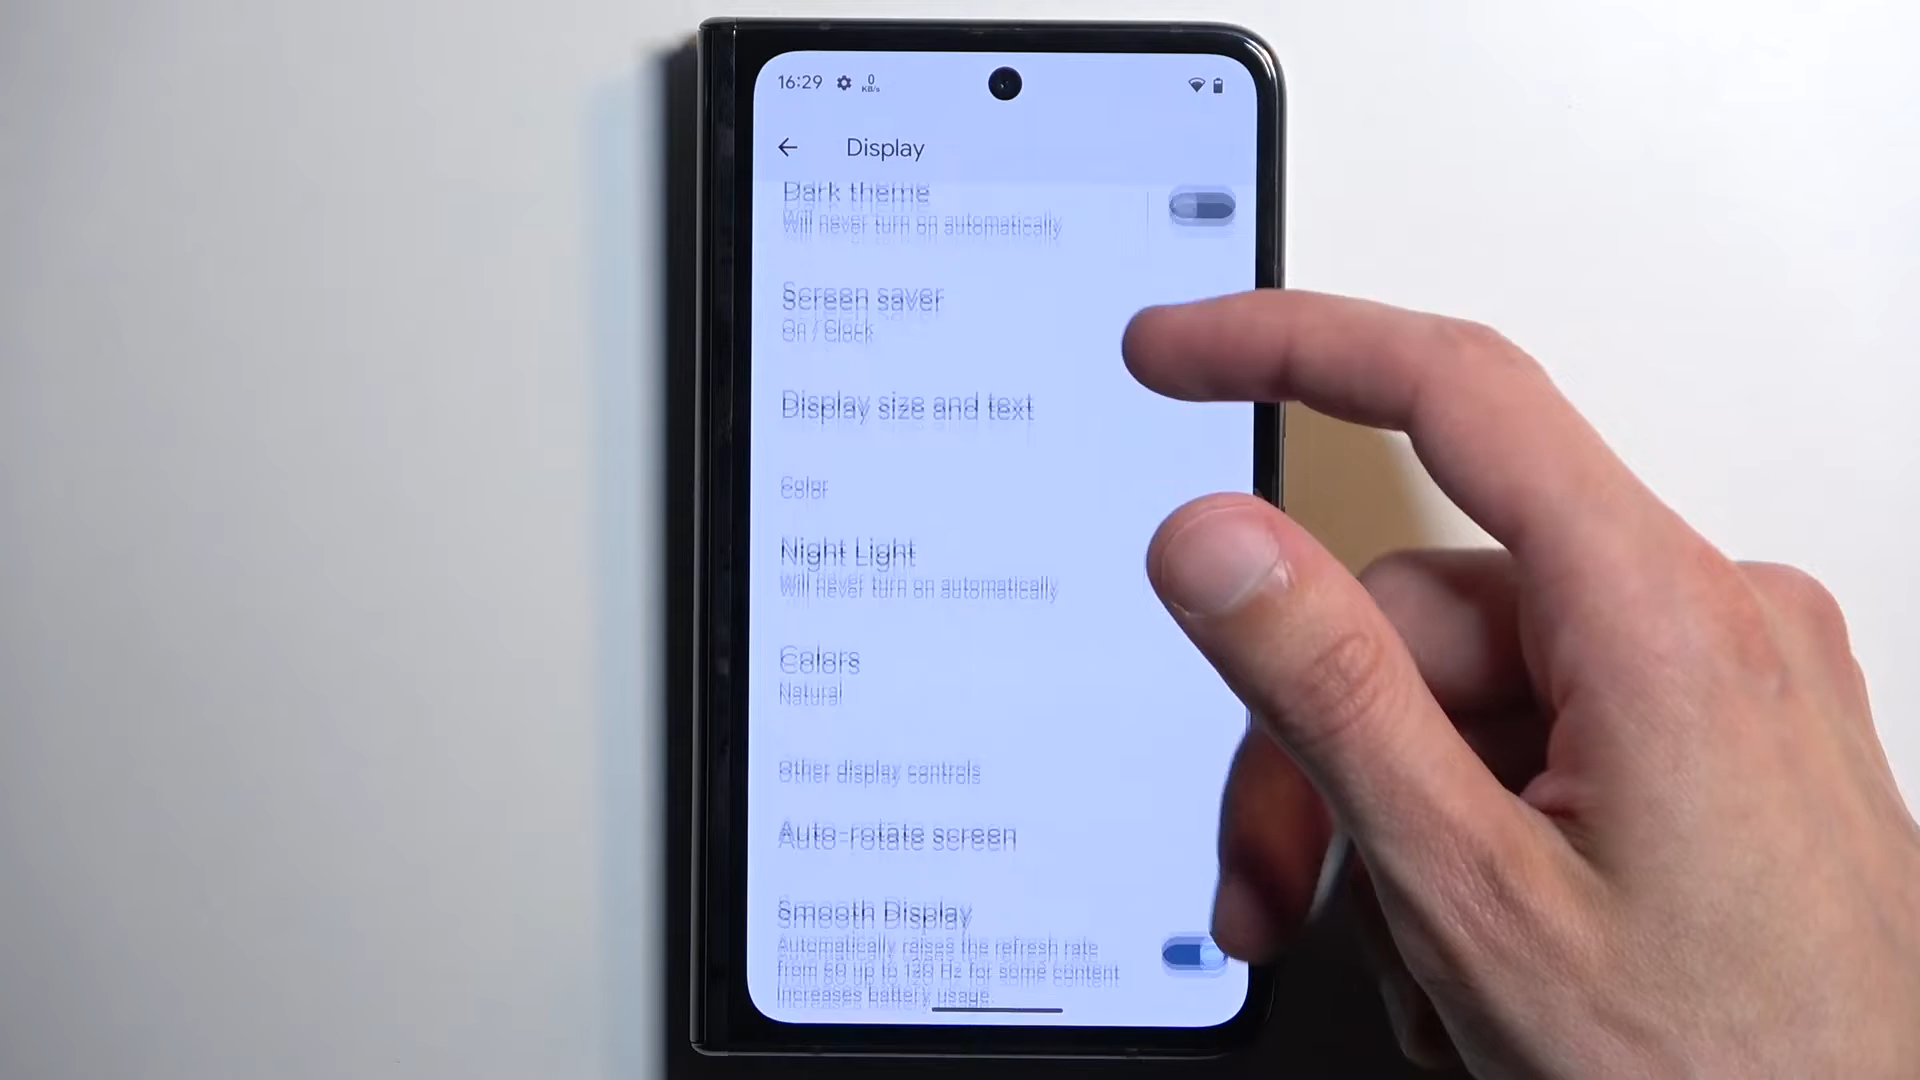 16:29
0
KB/s
Display
Dark theme
Will never turn on automatically
Screen saver
On / Clock
Display size and text
Color
Night Light
Will never turn on automatically
Colors
Natural
Other display controls
Auto-rotate screen
Smooth Display
Automatically raises the refresh rate
from 60 up to 120 Hz for some content
Increases battery usage.